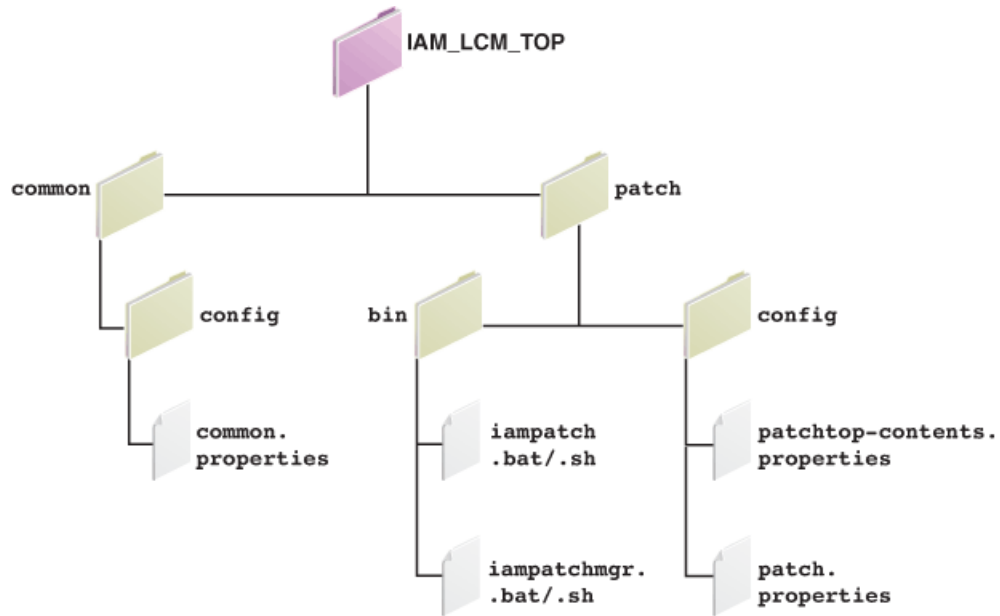 IAM_LCM_TOP
common
patch
config
bin
config
common.
properties
iampatch
.bat/.sh
patchtop-contents.
properties
iampatchmgr.
.bat/.sh
patch.
properties